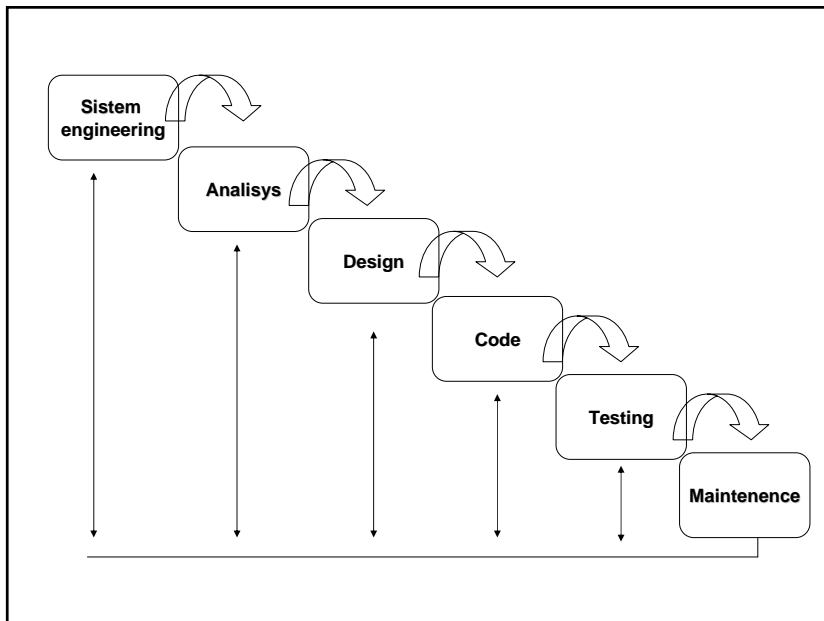 Sistem
engineering
Analisys
Design
Code
Testing
Maintenence